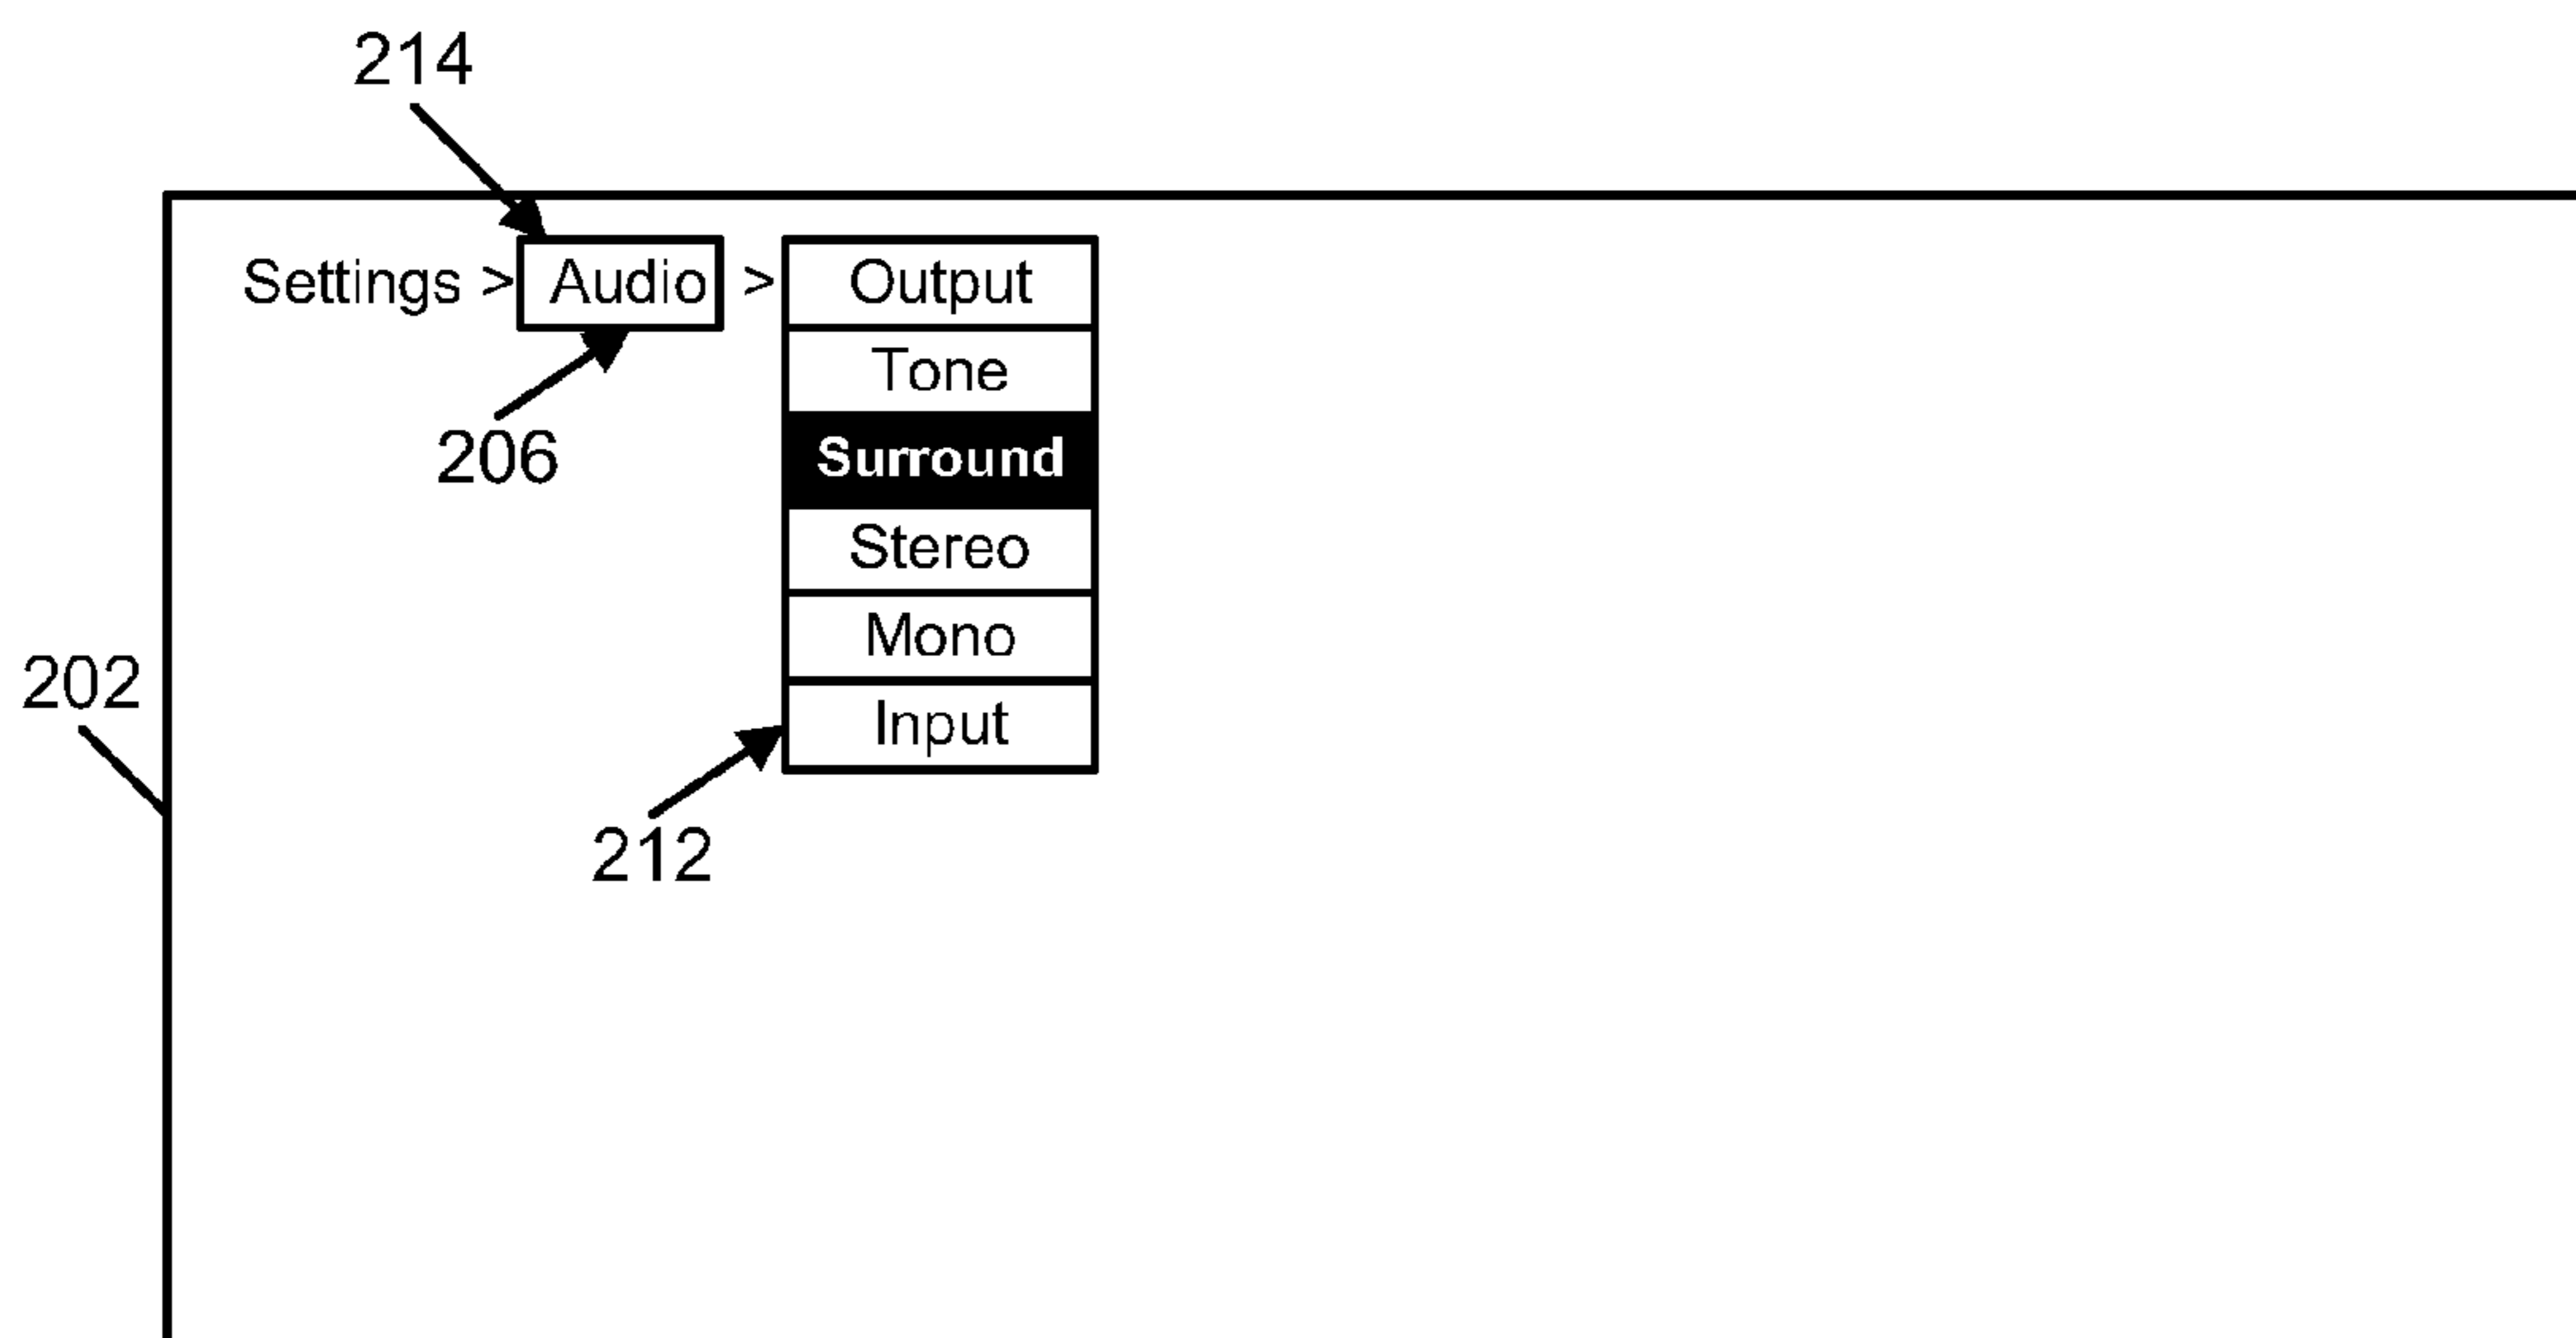 214
Settings > Audio > Output
Tone
206
Surround
Stereo
Mono
202
Input
212